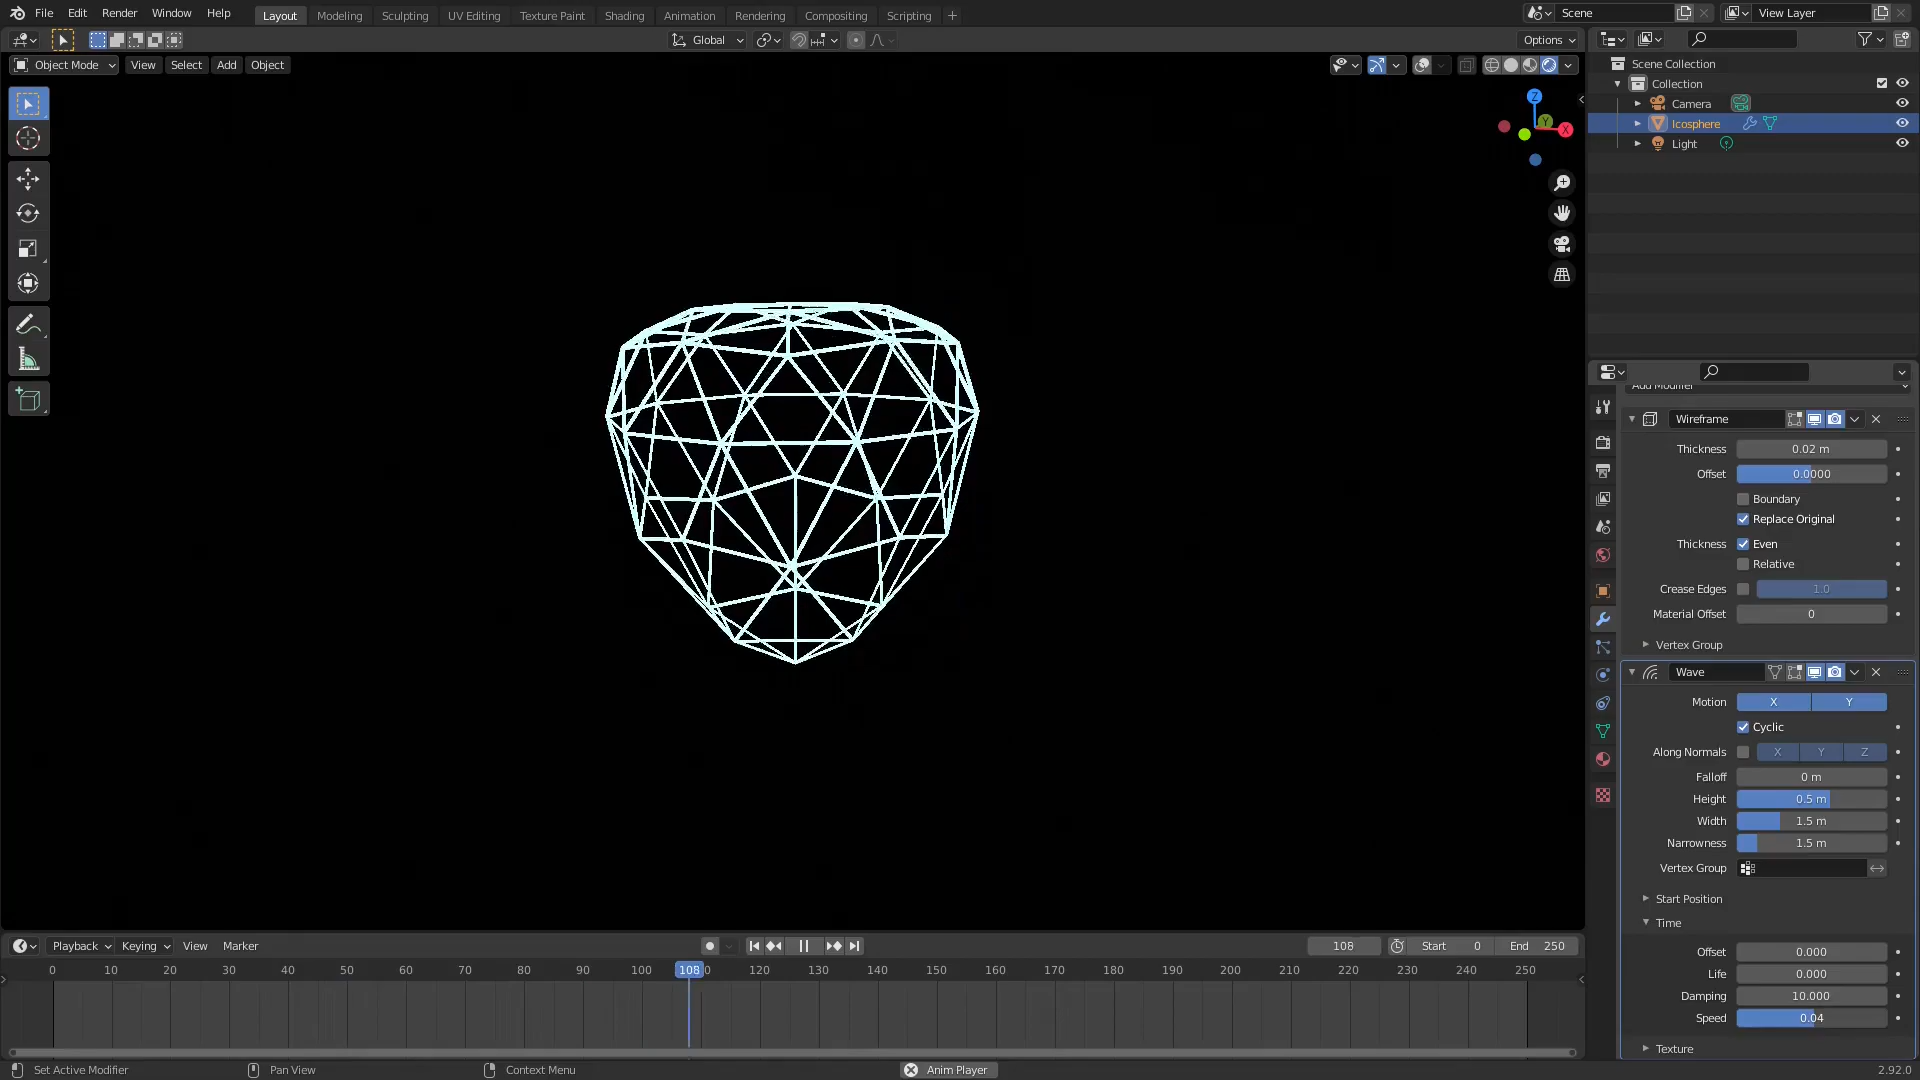 File Edit Render Window Help Layout Modeling Sculpting UV Editing Texture Paint Shading Animation Rendering Compositing Scripting + Scene View Layer
Global Options
Object Mode View Select Add Object
Scene Collection
Collection
Camera
Icosphere
Light
Z
Y
X
Wireframe
Thickness 0.02 m
Offset 0.0000
Boundary
Replace Original
Thickness Even
Relative
Crease Edges 1.0
Material Offset 0
Vertex Group
Wave
Motion X Y
Cyclic
Along Normals X Y Z
Falloff 0 m
Height 0.5 m
Width 1.5 m
Narrowness 1.5 m
Vertex Group
Start Position
Time
Offset 0.000
Life 0.000
Damping 10.000
Speed 0.04
Texture
Playback Keying View Marker 108 Start 0 End 250
0 10 20 30 40 50 60 70 80 90 100 108 120 130 140 150 160 170 180 190 200 210 220 230 240 250
Set Active Modifier Pan View Context Menu Anim Player 2.92.0